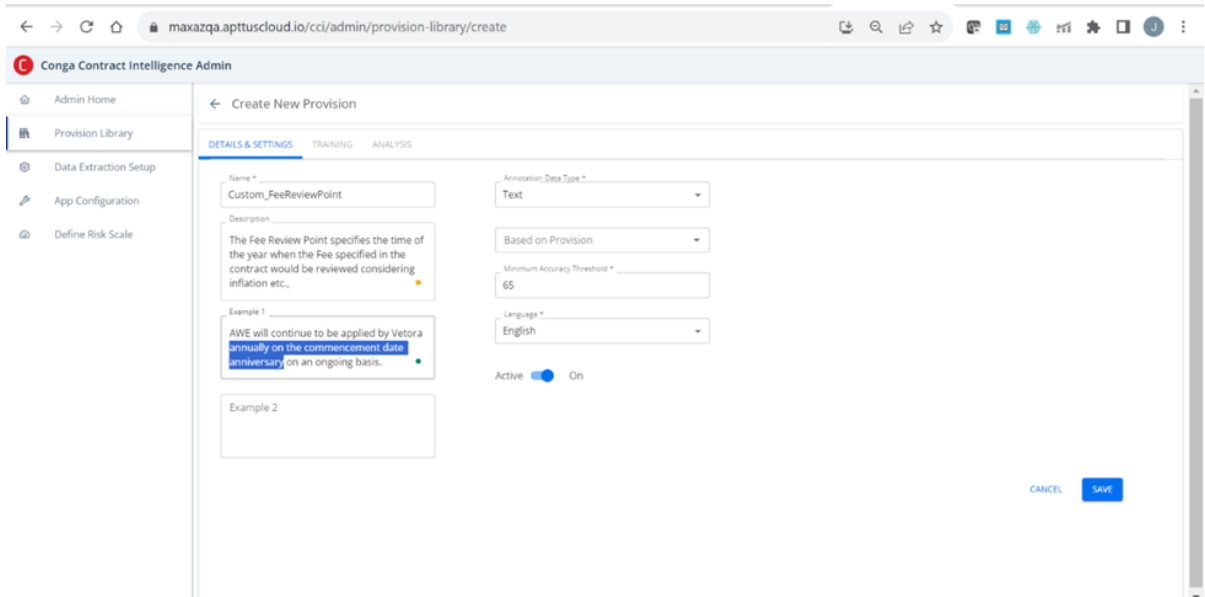 maxazqa.apttuscloud.io/cci/admin/provision-library/create
J
C
Conga Contract Intelligence Admin
Admin Home
Provision Library
Data Extraction Setup
App Configuration
Define Risk Scale
Create New Provision
DETAILS & SETTINGS TRAINING ANALYSIS
Name *
Custom_FeeReviewPoint
Description
The Fee Review Point specifies the time of
the year when the Fee specified in the
contract would be reviewed considering
inflation etc.,
Example 1
AWE will continue to be applied by Vetora
annually on the commencement date
anniversary on an ongoing basis.
Example 2
Annotation Data Type *
Text
Based on Provision
Minimum Accuracy Threshold *
65
Language *
English
Active On
CANCEL SAVE